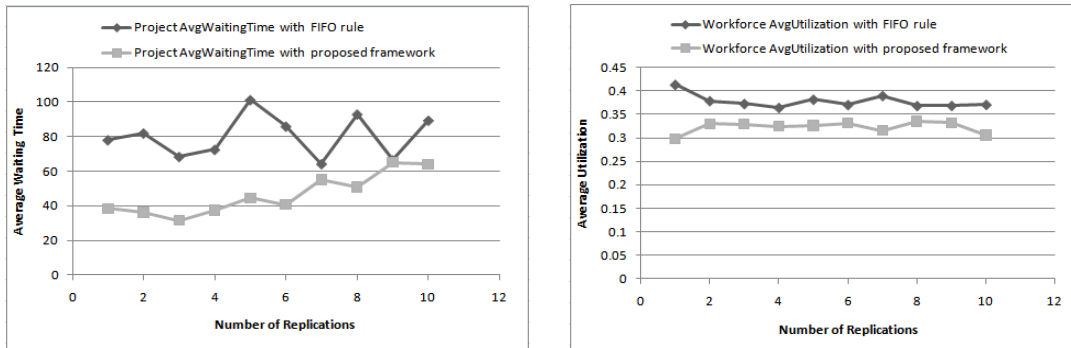 Project AvgWaitingTime with FIFO rule
Project AvgWaitingTime with proposed framework
120
100
80
60
40
20
0
0 2 4 6 8 10 12
Average Waiting Time
Number of Replications
Workforce AvgUtilization with FIFO rule
Workforce AvgUtilization with proposed framework
0.45
0.4
0.35
0.3
0.25
0.2
0.15
0.1
0.05
0
0 2 4 6 8 10 12
Average Utilization
Number of Replications